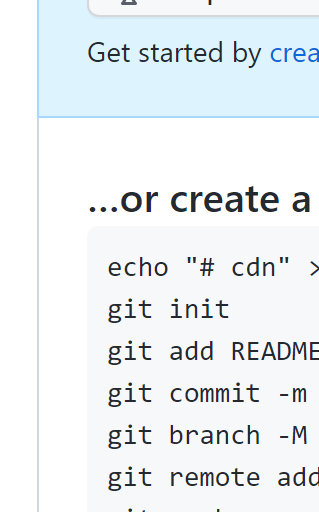 Get started by
…or create a
echo "# cdn" >
git init
git add README
git commit -m
git branch -M
git remote add